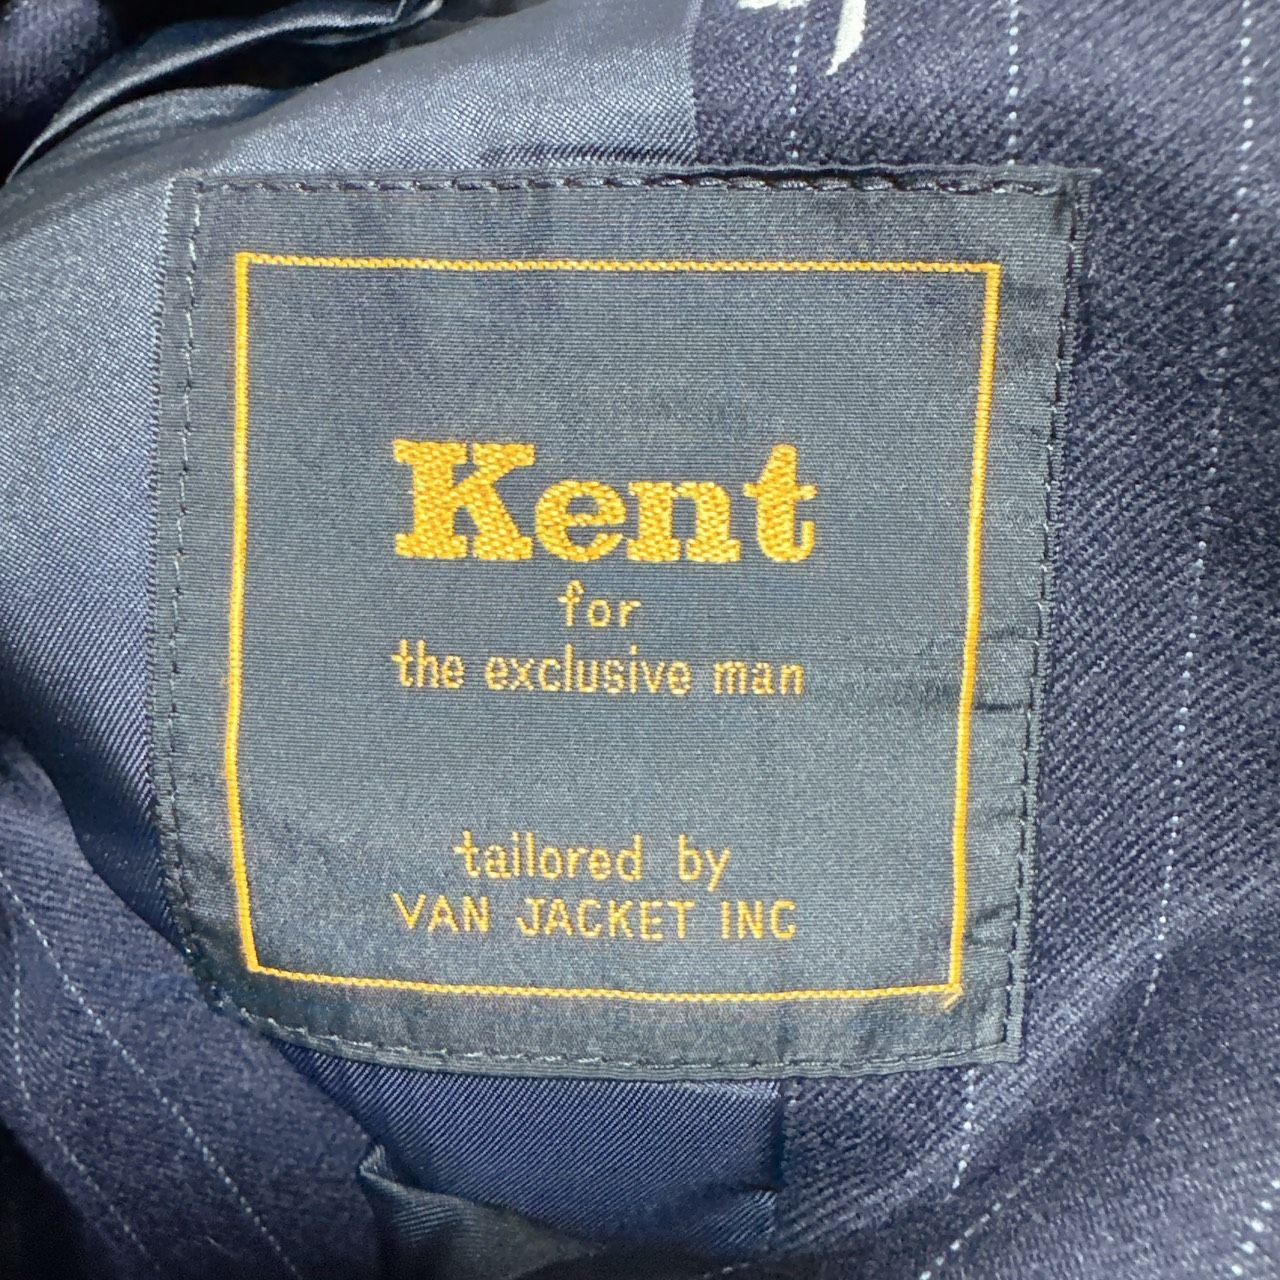 Kent
for
the exclusive man
tailored by
VAN JACKET INC